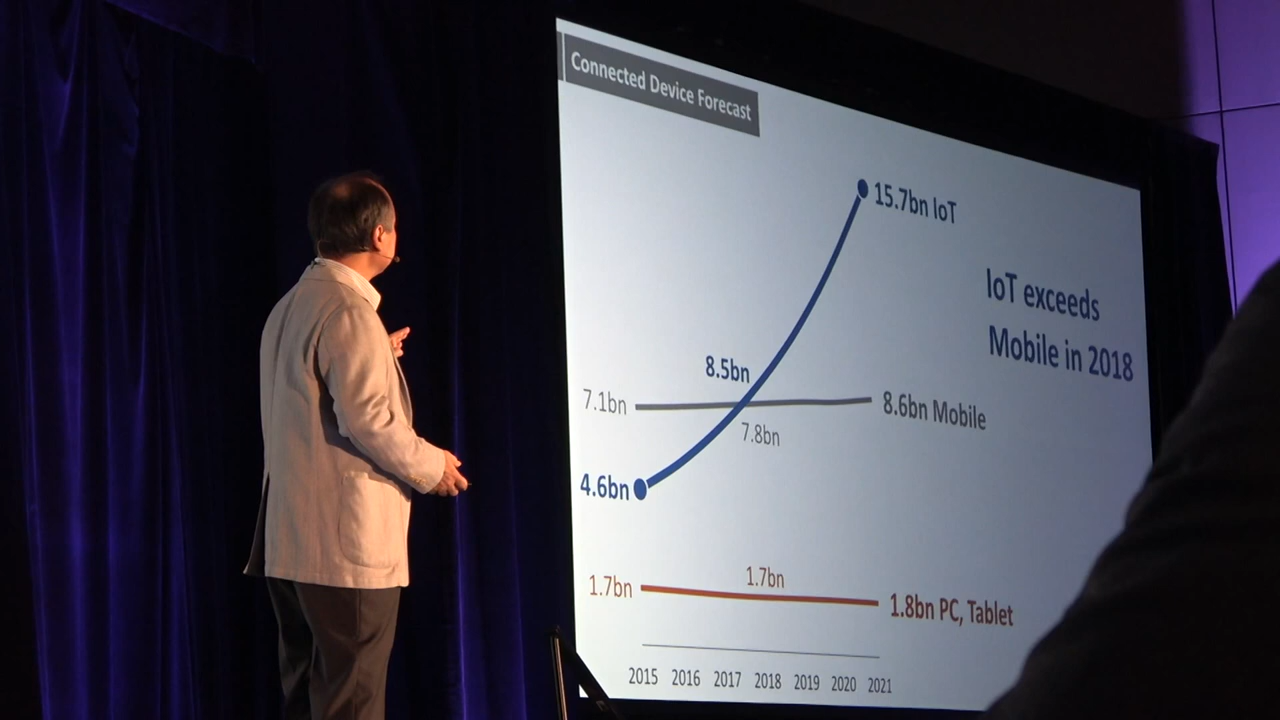 Connected Device Forecast
15.7bn IoT
IoT exceeds
Mobile in 2018
8.5bn
7.1bn
8.6bn Mobile
7.8bn
4.6bn
1.7bn
1.7bn
1.8bn PC, Tablet
2015 2016 2017 2018 2019 2020 2021